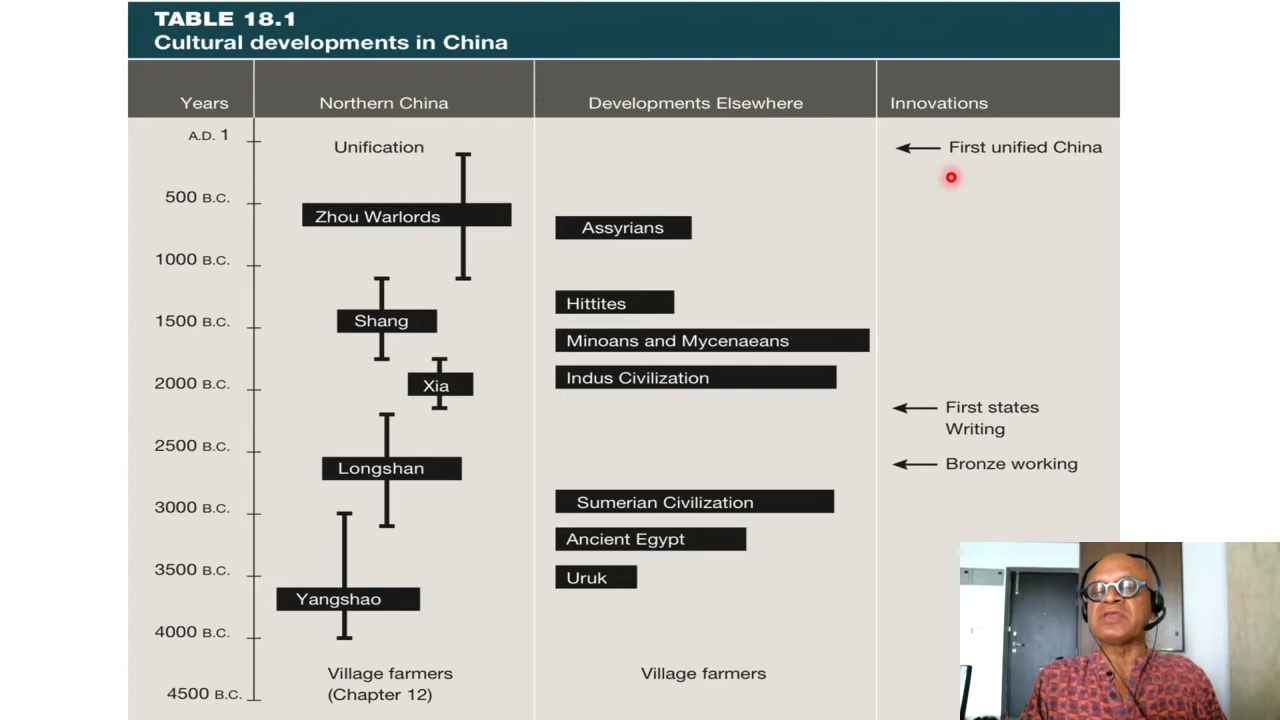 TABLE 18.1
Cultural developments in China
Years
Northern China
Developments Elsewhere
Innovations
A.D. 1
Unification
First unified China
500 B.C.
Zhou Warlords
Assyrians
1000 B.C.
Hittites
1500 B.C.
Shang
Minoans and Mycenaeans
2000 B.C.
Xia
Indus Civilization
First states
Writing
2500 B.C.
Longshan
Bronze working
3000 B.C.
Sumerian Civilization
Ancient Egypt
3500 B.C.
Uruk
Yangshao
4000 B.C.
Village farmers
(Chapter 12)
Village farmers
4500 B.C.